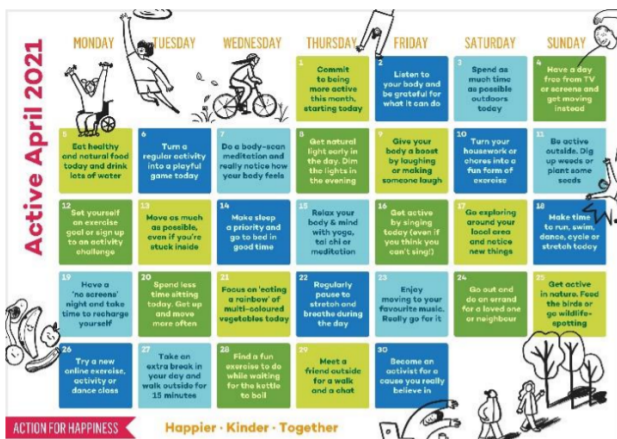 Active April 2021
MONDAY TUESDAY WEDNESDAY THURSDAY FRIDAY SATURDAY SUNDAY
1
Commit
to being
more active
this month,
starting today
2
Listen to
your body and
be grateful for
what it can do
3
Spend as
much time
as possible
outdoors
today
4
Have a day
free from TV
or screens and
get moving
instead
5
Eat healthy
and natural food
today and drink
lots of water
6
Turn a
regular activity
into a playful
game today
7
Do a body-scan
meditation and
really notice how
your body feels
8
Get natural
light early in
the day. Dim
the lights in
the evening
9
Give your
body a boost
by laughing
or making
someone laugh
10
Turn your
housework or
chores into a
fun form of
exercise
11
Be active
outside. Dig
up weeds or
plant some
seeds
12
Set yourself
an exercise
goal or sign up
to an activity
challenge
13
Move as much
as possible,
even if you're
stuck inside
14
Make sleep
a priority and
go to bed in
good time
15
Relax your
body & mind
with yoga,
tai chi or
meditation
16
Get active
by singing
today (even if
you think you
can't sing!)
17
Go exploring
around your
local area
and notice
new things
18
Make time
to run, swim,
dance, cycle or
stretch today
19
Have a
'no screens'
night and take
time to recharge
yourself
20
Spend less
time sitting
today. Get up
and move
more often
21
Focus on 'eating
a rainbow' of
multi-coloured
vegetables today
22
Regularly
pause to
stretch and
breathe during
the day
23
Enjoy
moving to your
favourite music.
Really go for it
24
Go out and
do an errand
for a loved one
or neighbour
25
Get active
in nature. Feed
the birds or
go wildlife-
spotting
26
Try a new
online exercise,
activity or
dance class
27
Take an
extra break in
your day and
walk outside for
15 minutes
28
Find a fun
exercise to do
while waiting
for the kettle
to boil
29
Meet a
friend outside
for a walk
and a chat
30
Become an
activist for a
cause you really
believe in
ACTION FOR HAPPINESS
Happier · Kinder · Together